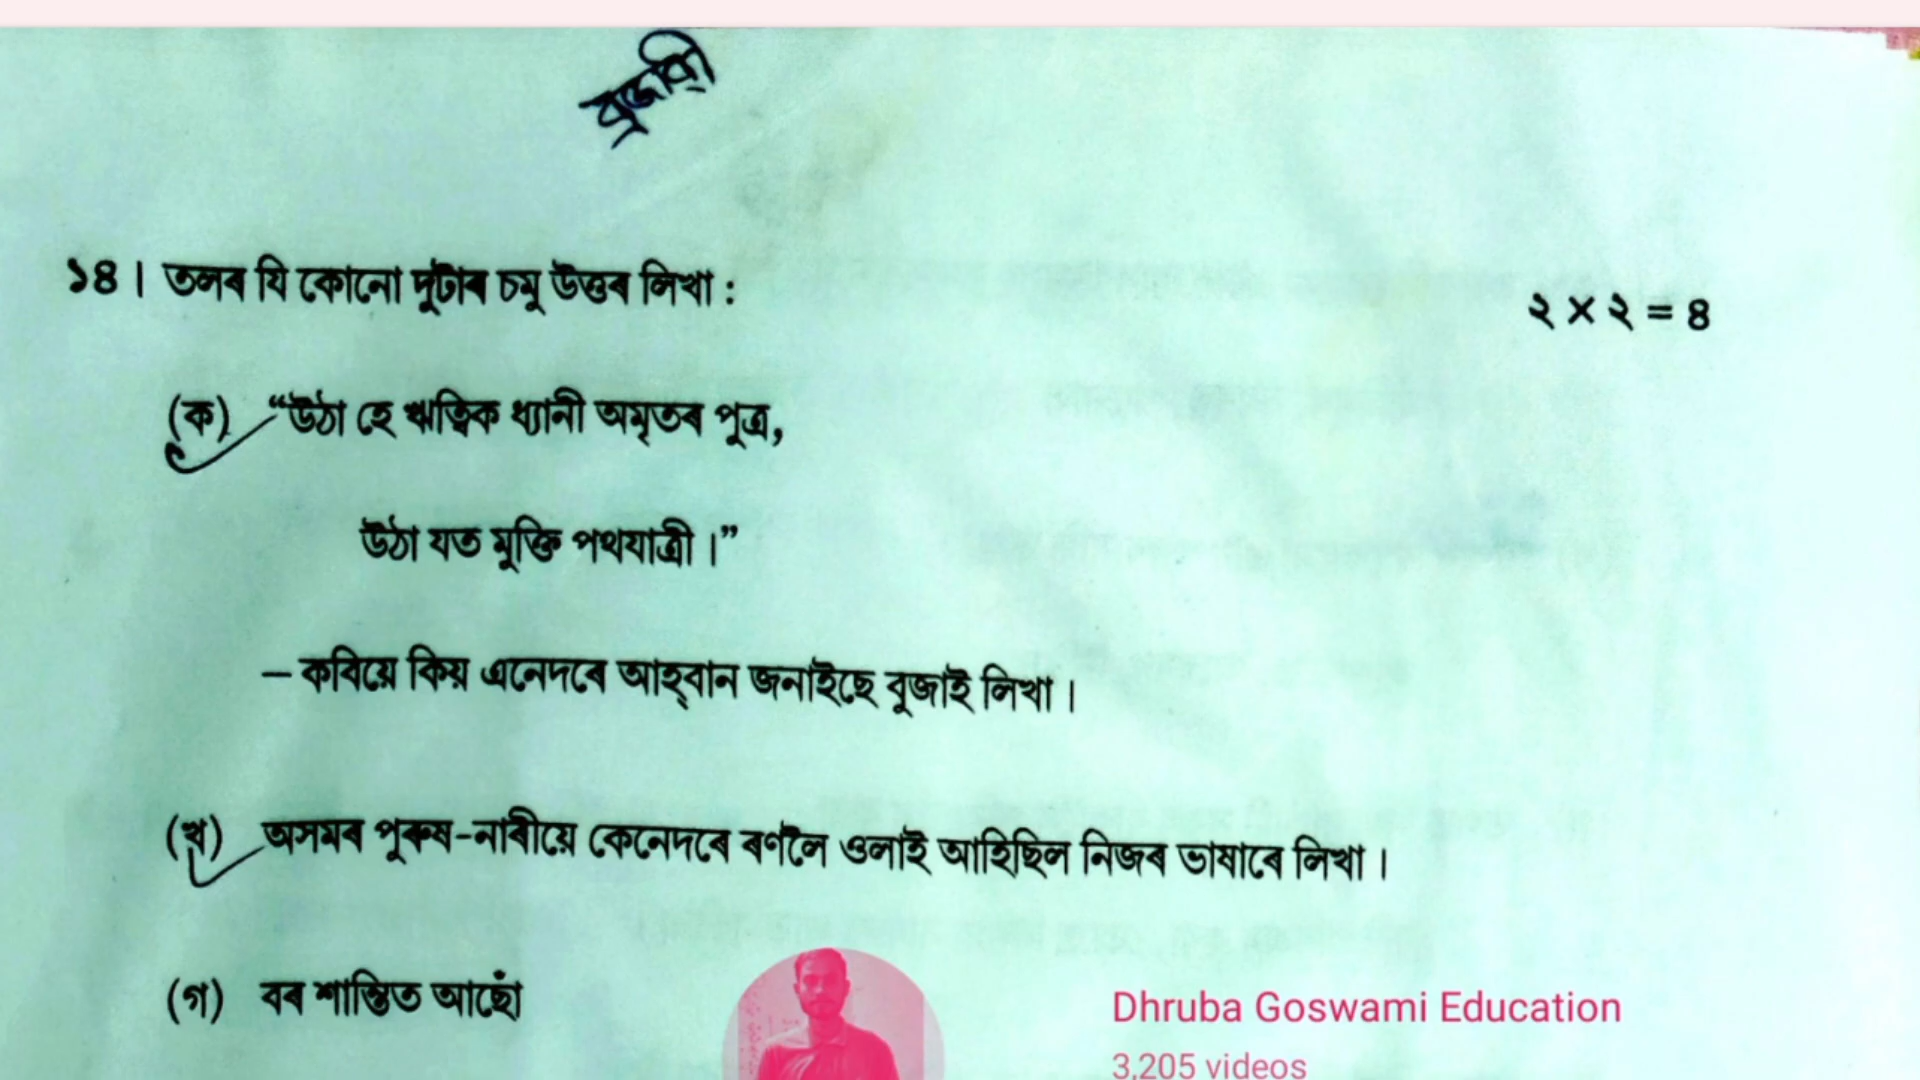 ১৪। তলৰ যি কোনো দুটাৰ চমু উত্তৰ লিখা :
২ × ২ = ৪
(ক) “উঠা হে ঋত্বিক ধ্যানী অমৃতৰ পুত্ৰ,
উঠা যত মুক্তি পথযাত্ৰী।”
– কবিয়ে কিয় এনেদৰে আহ্বান জনাইছে বুজাই লিখা।
(খ) অসমৰ পুৰুষ-নাৰীয়ে কেনেদৰে ৰণলৈ ওলাই আহিছিল নিজৰ ভাষাৰে লিখা।
(গ) বৰ শান্তিত আছোঁ
Dhruba Goswami Education
3,205 videos